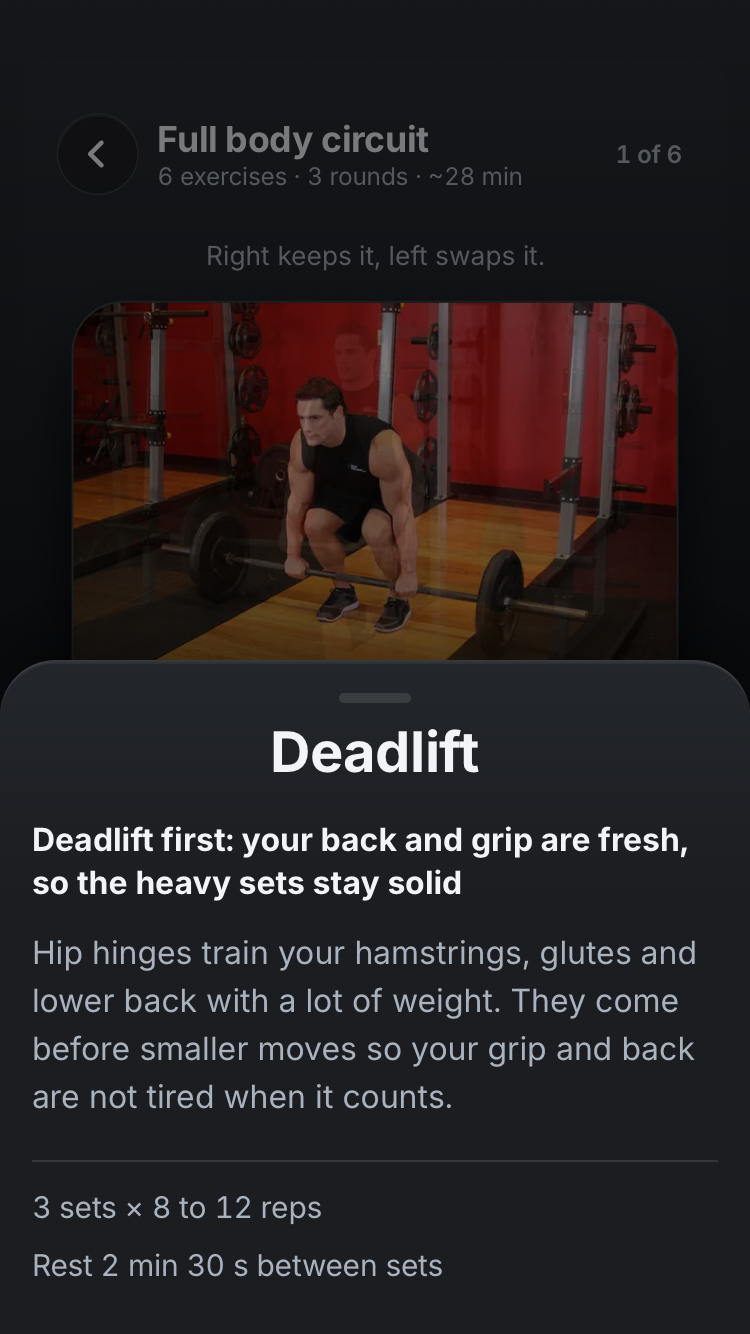 Full body circuit
6 exercises · 3 rounds · ~28 min
1 of 6
Right keeps it, left swaps it.
Deadlift
Deadlift first: your back and grip are fresh,
so the heavy sets stay solid
Hip hinges train your hamstrings, glutes and
lower back with a lot of weight. They come
before smaller moves so your grip and back
are not tired when it counts.
3 sets × 8 to 12 reps
Rest 2 min 30 s between sets